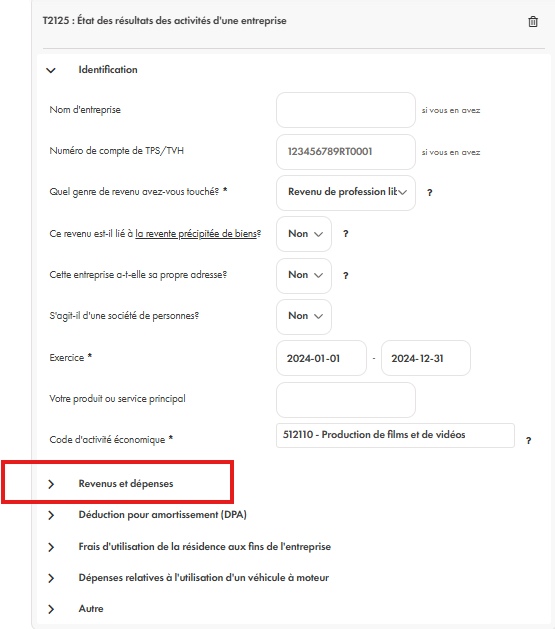 T2125 : État des résultats des activités d'une entreprise
Identification
Nom d'entreprise
si vous en avez
Numéro de compte de TPS/TVH 123456789RT0001 si vous en avez
Quel genre de revenu avez-vous touché? * Revenu de profession lib ?
Ce revenu est-il lié à la revente précipitée de biens? Non ?
Cette entreprise a-t-elle sa propre adresse? Non ?
S'agit-il d'une société de personnes? Non
Exercice * 2024-01-01 - 2024-12-31
Votre produit ou service principal
Code d'activité économique * 512110 - Production de films et de vidéos ?
Revenus et dépenses
Déduction pour amortissement (DPA)
Frais d'utilisation de la résidence aux fins de l'entreprise
Dépenses relatives à l'utilisation d'un véhicule à moteur
Autre